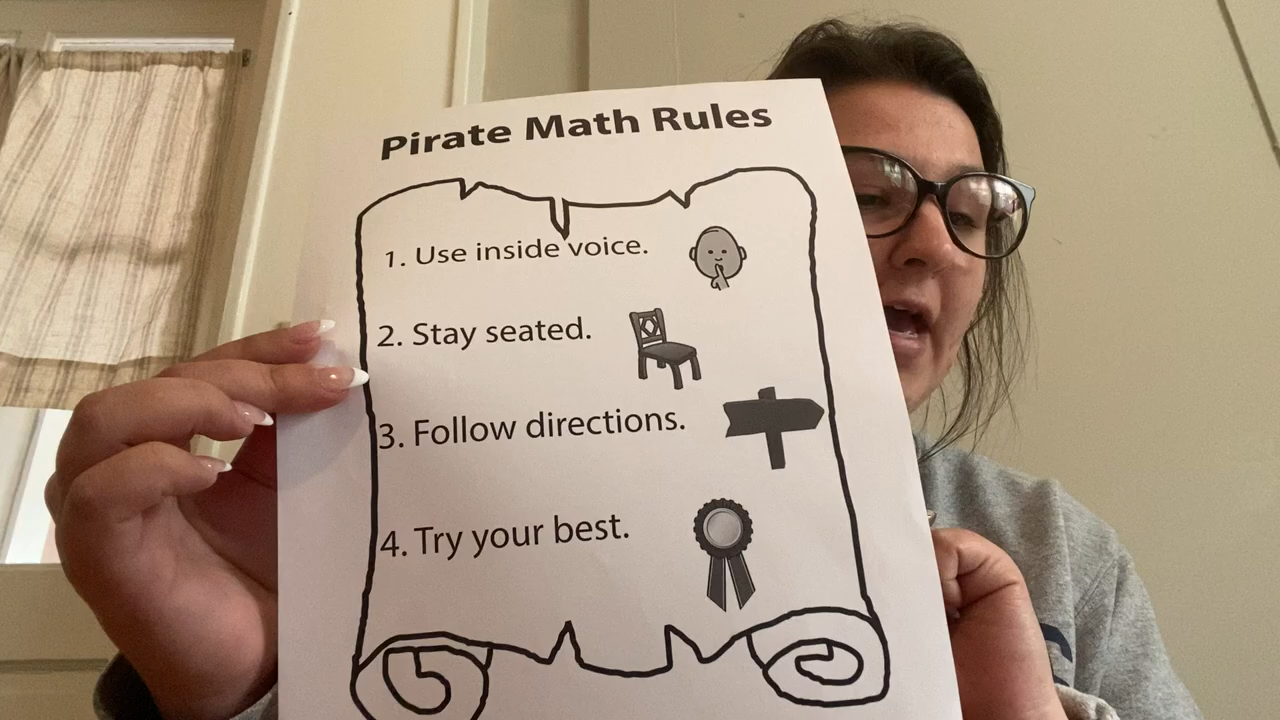 Pirate Math Rules
1. Use inside voice.
2. Stay seated.
3. Follow directions.
4. Try your best.